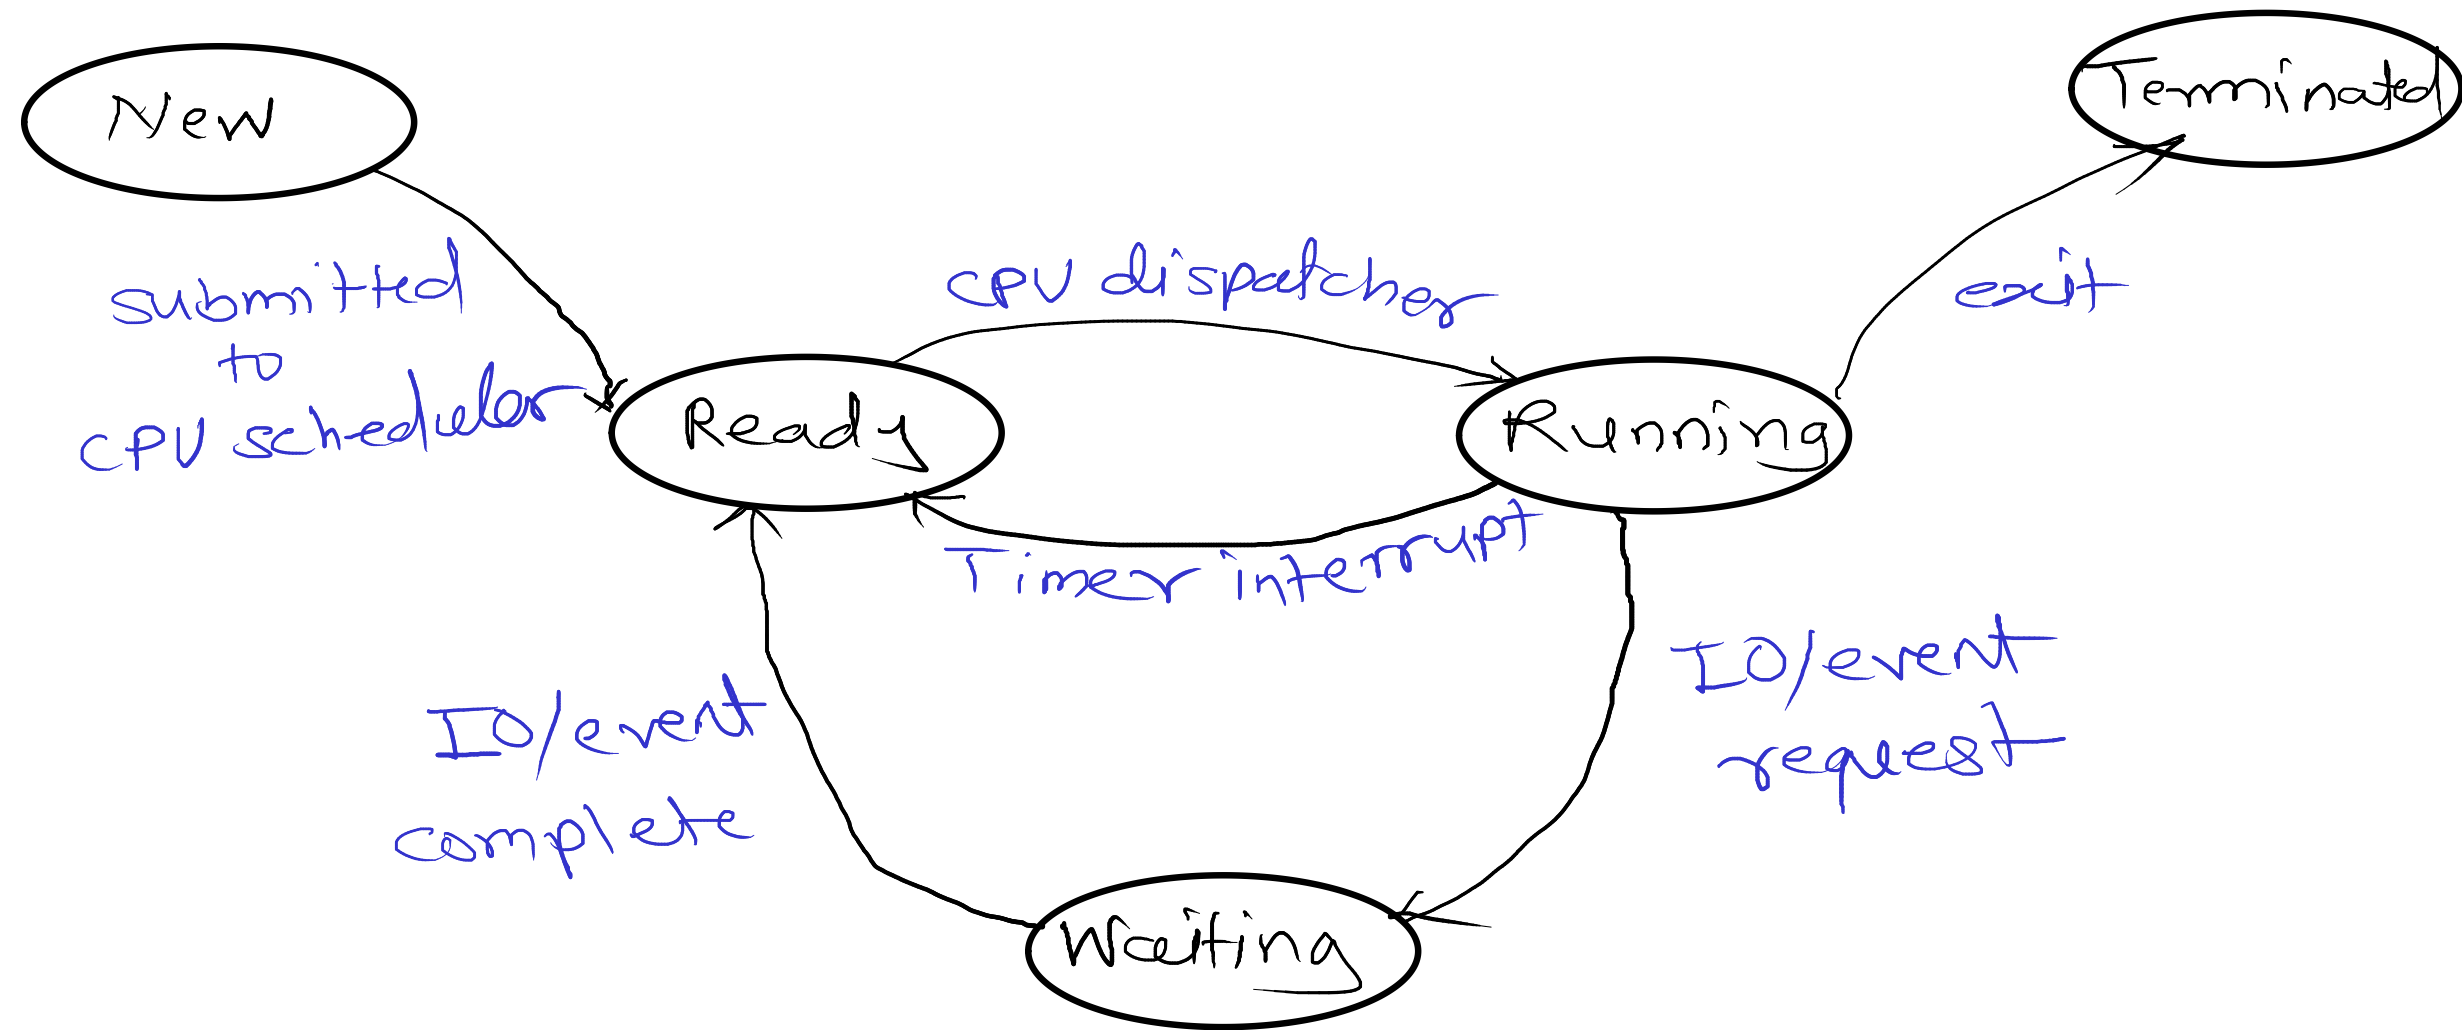 New
Terminated
submitted
to
CPU scheduler
CPU dispatcher
exit
Ready
Running
Timer interrupt
IO/event
complete
IO/event
request
Waiting